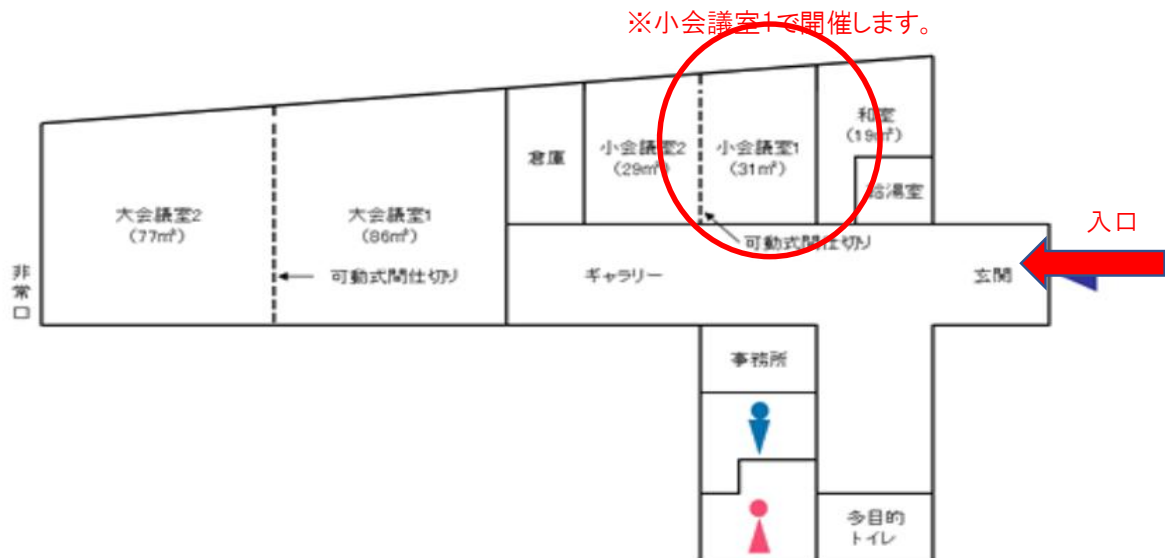 ※小会議室1で開催します。
和室
(19㎡)
倉庫
小会議室2
(29㎡)
小会議室1
(31㎡)
給湯室
大会議室2
(77㎡)
大会議室1
(86㎡)
入口
可動式間仕切り
非常口
可動式間仕切り
ギャラリー
玄関
事務所
多目的
トイレ